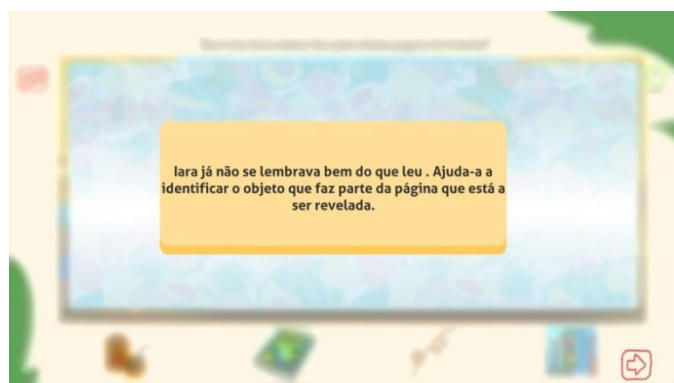 Iara já não se lembrava bem do que leu . Ajuda-a a
identificar o objeto que faz parte da página que está a
ser revelada.